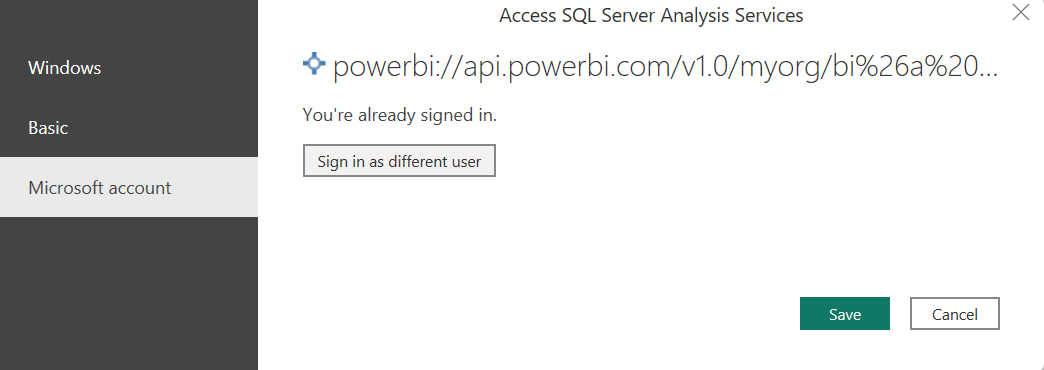 Access SQL Server Analysis Services
Windows
Basic
Microsoft account
powerbi://api.powerbi.com/v1.0/myorg/bi%26a%20...
You're already signed in.
Sign in as different user
Save
Cancel